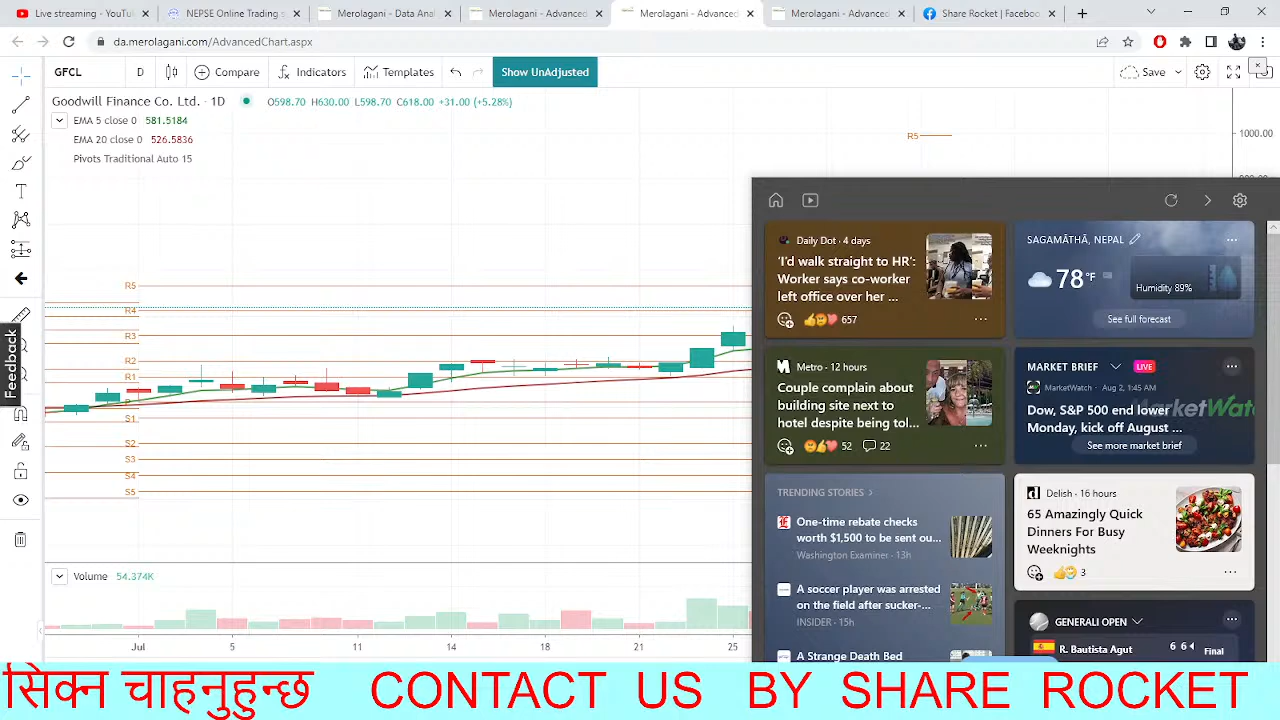 Live streaming - YouTu
NEPSE Online Trading s
Merolagani - Data Anal
Merolagani - Advanced
Merolagani - Advanced
Merolagani - Advanced
Share Rocket | Faceboo
da.merolagani.com/AdvancedChart.aspx
GFCL
D
Compare
Indicators
Templates
Show UnAdjusted
Save
Goodwill Finance Co. Ltd. · 1D
O598.70 H630.00 L598.70 C618.00 +31.00 (+5.28%)
EMA 5 close 0 581.5184
EMA 20 close 0 526.5836
Pivots Traditional Auto 15
R5
1000.00
R5
R4
R3
R2
R1
P
S1
S2
S3
S4
S5
Feedback
Volume 54.374K
Jul 5 11 14 18 21 25
Daily Dot · 4 days
‘I’d walk straight to HR’:
Worker says co-worker
left office over her ...
657
SAGAMĀTHĀ, NEPAL
78 °F
Humidity 89%
See full forecast
Metro · 12 hours
Couple complain about
building site next to
hotel despite being tol...
52 22
MARKET BRIEF LIVE
MarketWatch · Aug 2, 1:45 AM
MarketWatc
Dow, S&P 500 end lower
Monday, kick off August ...
See more market brief
TRENDING STORIES
One-time rebate checks
worth $1,500 to be sent ou...
Washington Examiner · 13h
A soccer player was arrested
on the field after sucker-...
INSIDER · 15h
A Strange Death Bed
Delish · 16 hours
65 Amazingly Quick
Dinners For Busy
Weeknights
3
GENERALI OPEN
R. Bautista Agut 6 6 Final
सिक्न चाहनुहुन्छ CONTACT US BY SHARE ROCKET